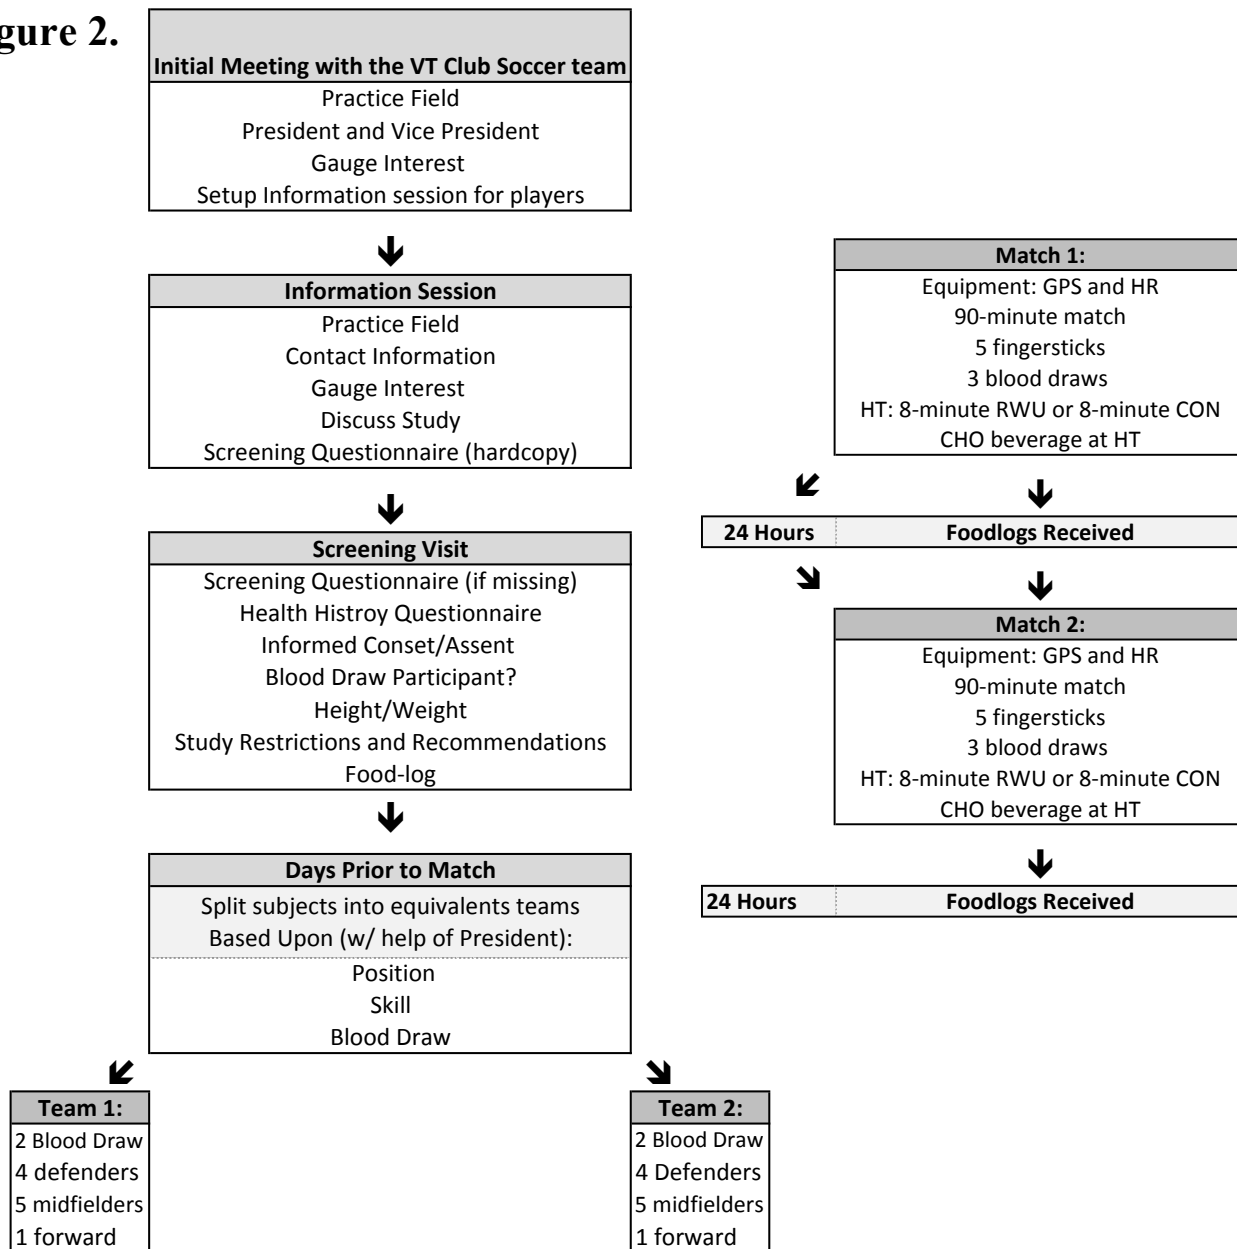 gure 2.
Initial Meeting with the VT Club Soccer team
Practice Field
President and Vice President
Gauge Interest
Setup Information session for players
Information Session
Practice Field
Contact Information
Gauge Interest
Discuss Study
Screening Questionnaire (hardcopy)
Screening Visit
Screening Questionnaire (if missing)
Health Histroy Questionnaire
Informed Conset/Assent
Blood Draw Participant?
Height/Weight
Study Restrictions and Recommendations
Food-log
Days Prior to Match
Split subjects into equivalents teams
Based Upon (w/ help of President):
Position
Skill
Blood Draw
Team 1:
2 Blood Draw
4 defenders
5 midfielders
1 forward
Team 2:
2 Blood Draw
4 Defenders
5 midfielders
1 forward
Match 1:
Equipment: GPS and HR
90-minute match
5 fingersticks
3 blood draws
HT: 8-minute RWU or 8-minute CON
CHO beverage at HT
24 Hours Foodlogs Received
Match 2:
Equipment: GPS and HR
90-minute match
5 fingersticks
3 blood draws
HT: 8-minute RWU or 8-minute CON
CHO beverage at HT
24 Hours Foodlogs Received